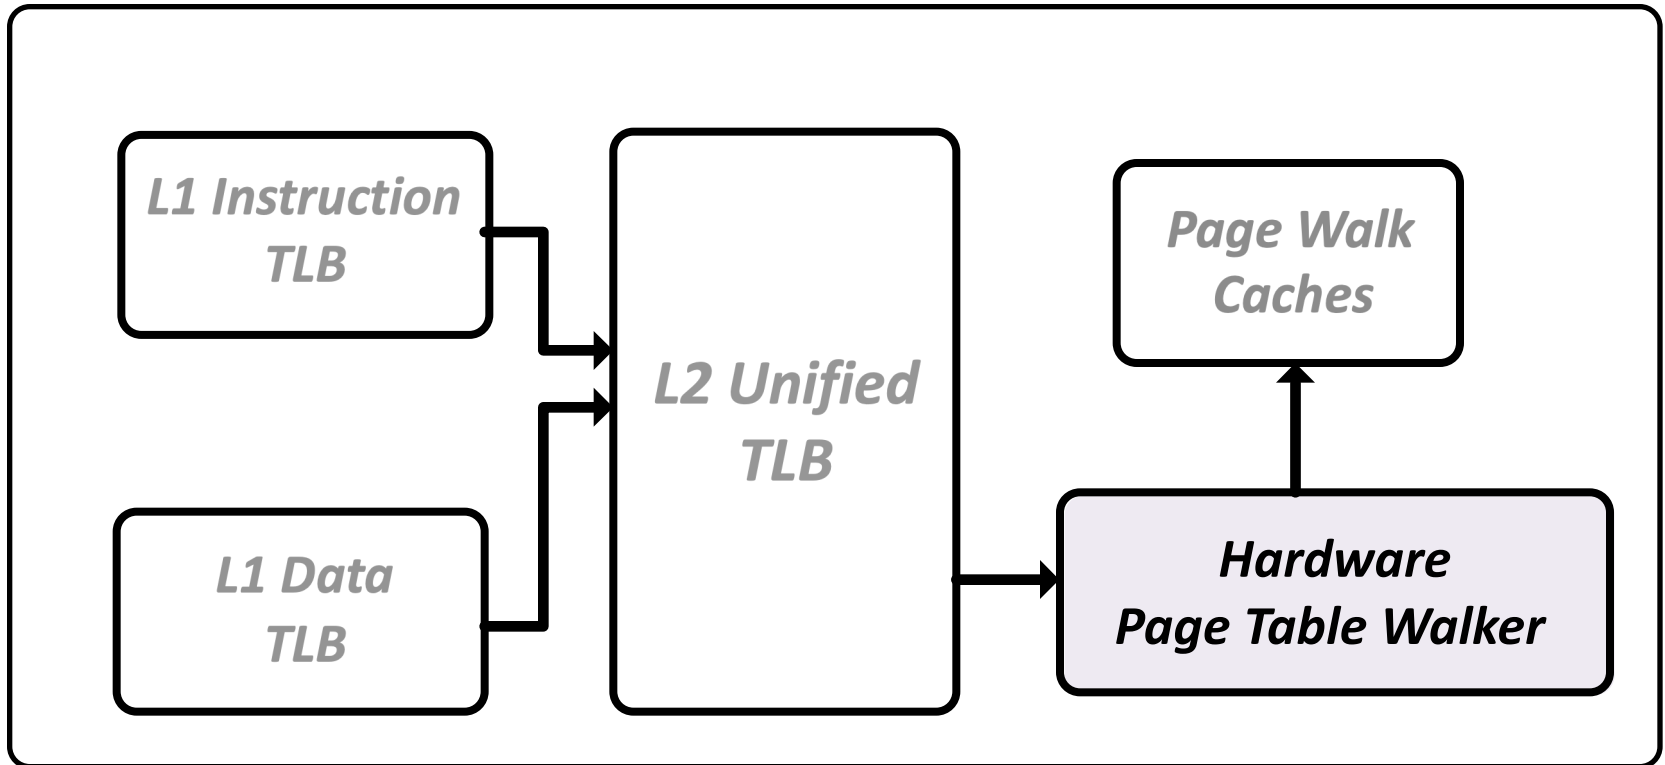 L1 Instruction
TLB
L1 Data
TLB
L2 Unified
TLB
Page Walk
Caches
Hardware
Page Table Walker